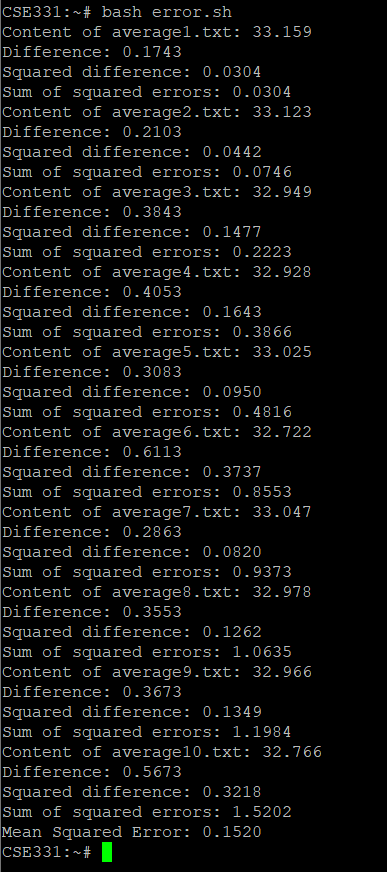 CSE331:~# bash error.sh
Content of average1.txt: 33.159
Difference: 0.1743
Squared difference: 0.0304
Sum of squared errors: 0.0304
Content of average2.txt: 33.123
Difference: 0.2103
Squared difference: 0.0442
Sum of squared errors: 0.0746
Content of average3.txt: 32.949
Difference: 0.3843
Squared difference: 0.1477
Sum of squared errors: 0.2223
Content of average4.txt: 32.928
Difference: 0.4053
Squared difference: 0.1643
Sum of squared errors: 0.3866
Content of average5.txt: 33.025
Difference: 0.3083
Squared difference: 0.0950
Sum of squared errors: 0.4816
Content of average6.txt: 32.722
Difference: 0.6113
Squared difference: 0.3737
Sum of squared errors: 0.8553
Content of average7.txt: 33.047
Difference: 0.2863
Squared difference: 0.0820
Sum of squared errors: 0.9373
Content of average8.txt: 32.978
Difference: 0.3553
Squared difference: 0.1262
Sum of squared errors: 1.0635
Content of average9.txt: 32.966
Difference: 0.3673
Squared difference: 0.1349
Sum of squared errors: 1.1984
Content of average10.txt: 32.766
Difference: 0.5673
Squared difference: 0.3218
Sum of squared errors: 1.5202
Mean Squared Error: 0.1520
CSE331:~#